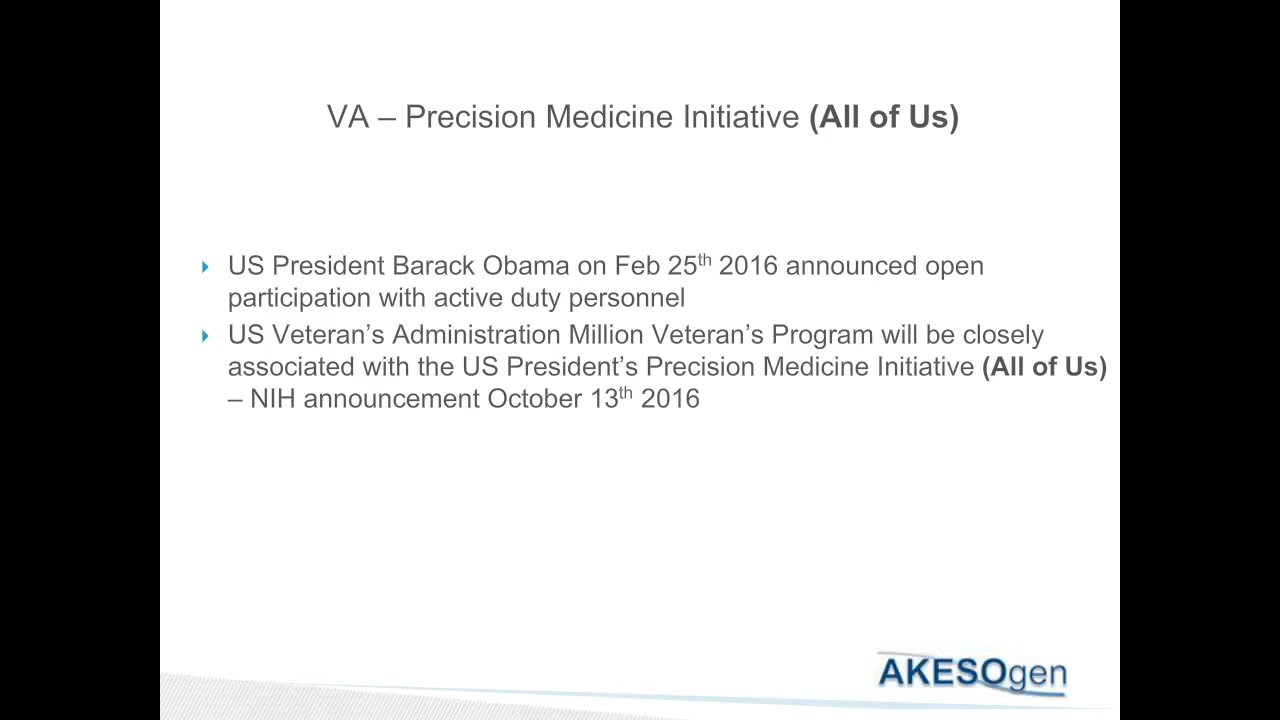 VA – Precision Medicine Initiative (All of Us)
US President Barack Obama on Feb 25th 2016 announced open
participation with active duty personnel
US Veteran’s Administration Million Veteran’s Program will be closely
associated with the US President’s Precision Medicine Initiative (All of Us)
– NIH announcement October 13th 2016
AKESOgen